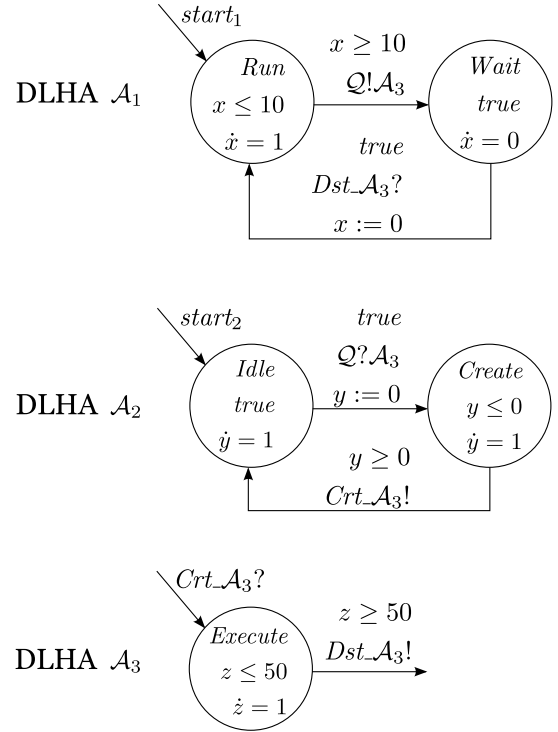 start₁
DLHA 𝒜₁
Run
x ≤ 10
ẋ = 1
x ≥ 10
𝒬!𝒜₃
Wait
true
ẋ = 0
true
Dst_𝒜₃?
x := 0
start₂
DLHA 𝒜₂
Idle
true
ẏ = 1
true
𝒬?𝒜₃
y := 0
Create
y ≤ 0
ẏ = 1
y ≥ 0
Crt_𝒜₃!
Crt_𝒜₃?
DLHA 𝒜₃
Execute
z ≤ 50
ż = 1
z ≥ 50
Dst_𝒜₃!